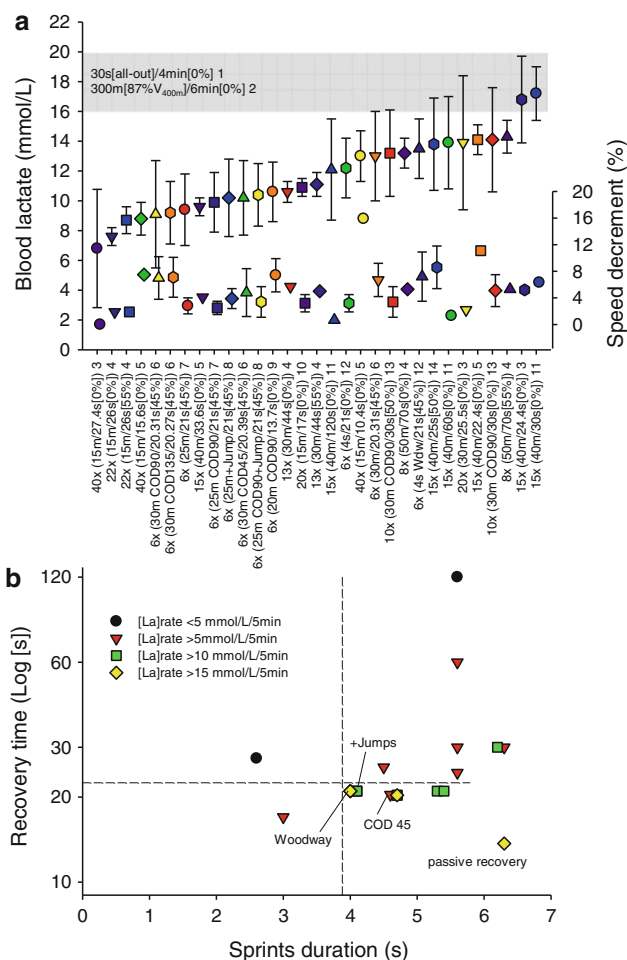 a
Blood lactate (mmol/L)
22
20
18
16
14
12
10
8
6
4
2
0
30s[all-out]/4min[0%] 1
300m[87%V400m]/6min[0%] 2
20
16
12
8
4
0
Speed decrement (%)
40x (15m/27.4s[0%]) 3
22x (15m/26s[0%]) 4
22x (15m/26s[55%]) 4
40x (15m/15.6s[0%]) 5
6x (30m COD90/20.31s[45%]) 6
6x (30m COD135/20.27s[45%]) 6
6x (25m/21s[45%]) 7
15x (40m/33.6s[0%]) 5
6x (25m COD90/21s[45%]) 7
6x (25m+Jump/21s[45%]) 8
6x (30m COD45/20.39s[45%]) 6
6x (25m COD90+Jump/21s[45%]) 8
6x (20m COD90/13.7s[0%]) 9
13x (30m/44s[0%]) 4
20x (15m/17s[0%]) 10
13x (30m/44s[55%]) 4
15x (40m/120s[0%]) 11
6x (4s/21s[0%]) 12
40x (15m/10.4s[0%]) 5
6x (30m/20.31s[45%]) 6
10x (30m COD90/30s[50%]) 13
8x (50m/70s[0%]) 4
6x (4s Wdw/21s[45%]) 12
15x (40m/25s[50%]) 14
15x (40m/60s[0%]) 11
20x (30m/25.5s[0%]) 3
15x (40m/22.4s[0%]) 5
10x (30m COD90/30s[0%]) 13
8x (50m/70s[55%]) 4
15x (40m/24.4s[0%]) 3
15x (40m/30s[0%]) 11
b
Recovery time (Log [s])
120
60
30
20
10
[La]rate <5 mmol/L/5min
[La]rate >5mmol/L/5min
[La]rate >10 mmol/L/5min
[La]rate >15 mmol/L/5min
+Jumps
Woodway
COD 45
passive recovery
0 1 2 3 4 5 6 7
Sprints duration (s)